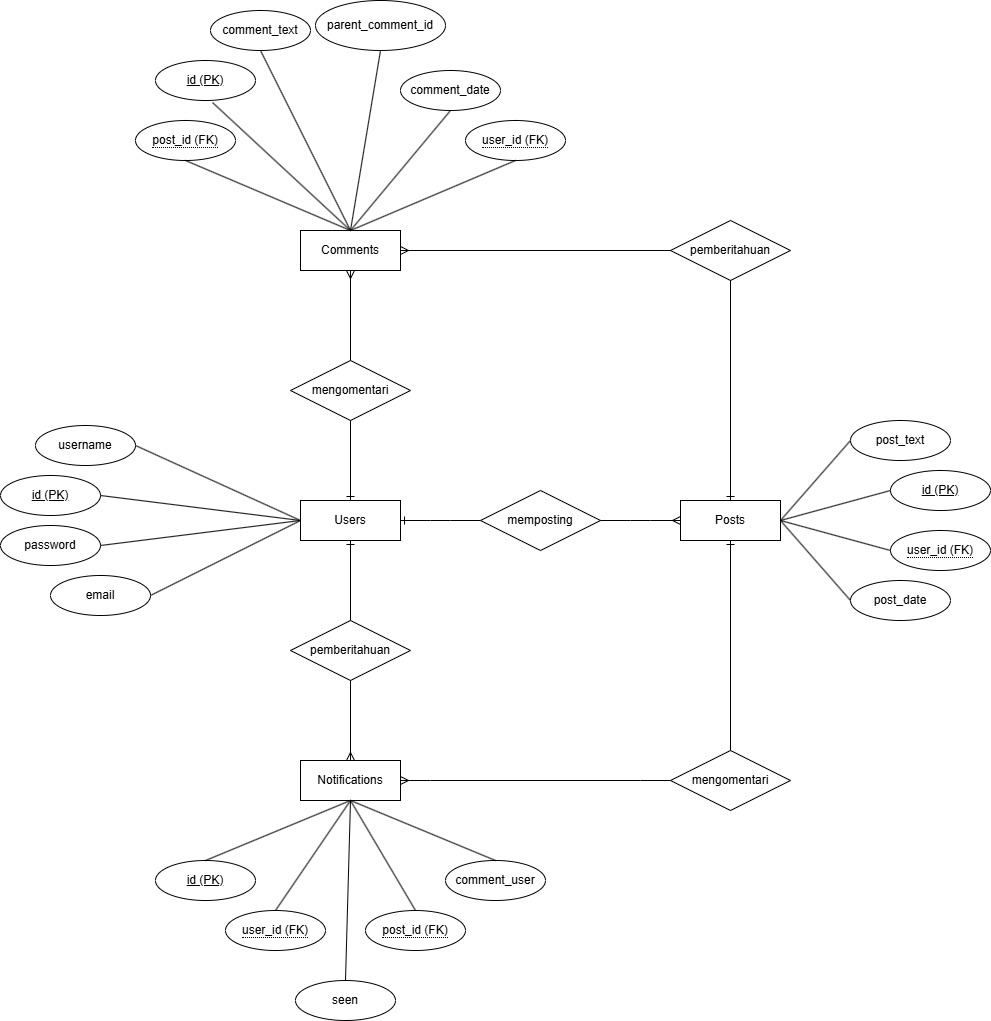 parent_comment_id
comment_text
id (PK)
comment_date
post_id (FK)
user_id (FK)
Comments
pemberitahuan
mengomentari
username
post_text
id (PK)
id (PK)
Users
memposting
Posts
password
user_id (FK)
email
post_date
pemberitahuan
Notifications
mengomentari
id (PK)
comment_user
user_id (FK)
post_id (FK)
seen